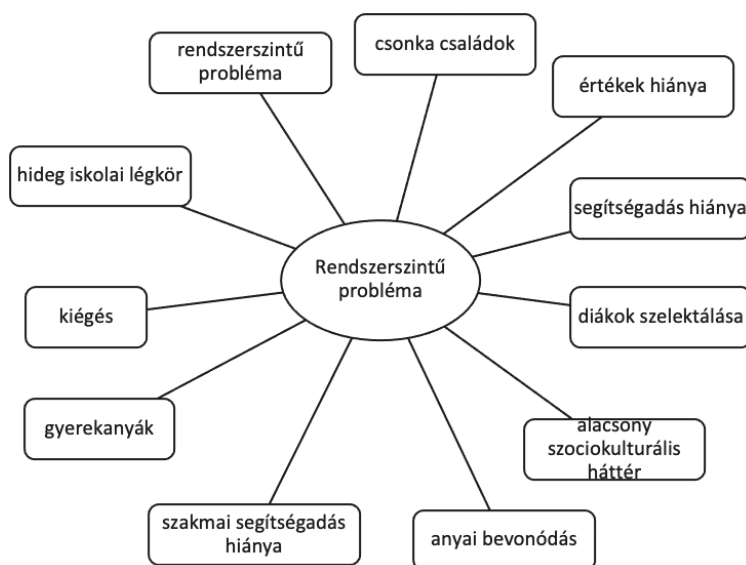 rendszerszintű
probléma
csonka családok
értékek hiánya
hideg iskolai légkör
segítségadás hiánya
Rendszerszintű
probléma
kiégés
diákok szelektálása
gyerekanyák
alacsony
szociokulturális
háttér
szakmai segítségadás
hiánya
anyai bevonódás